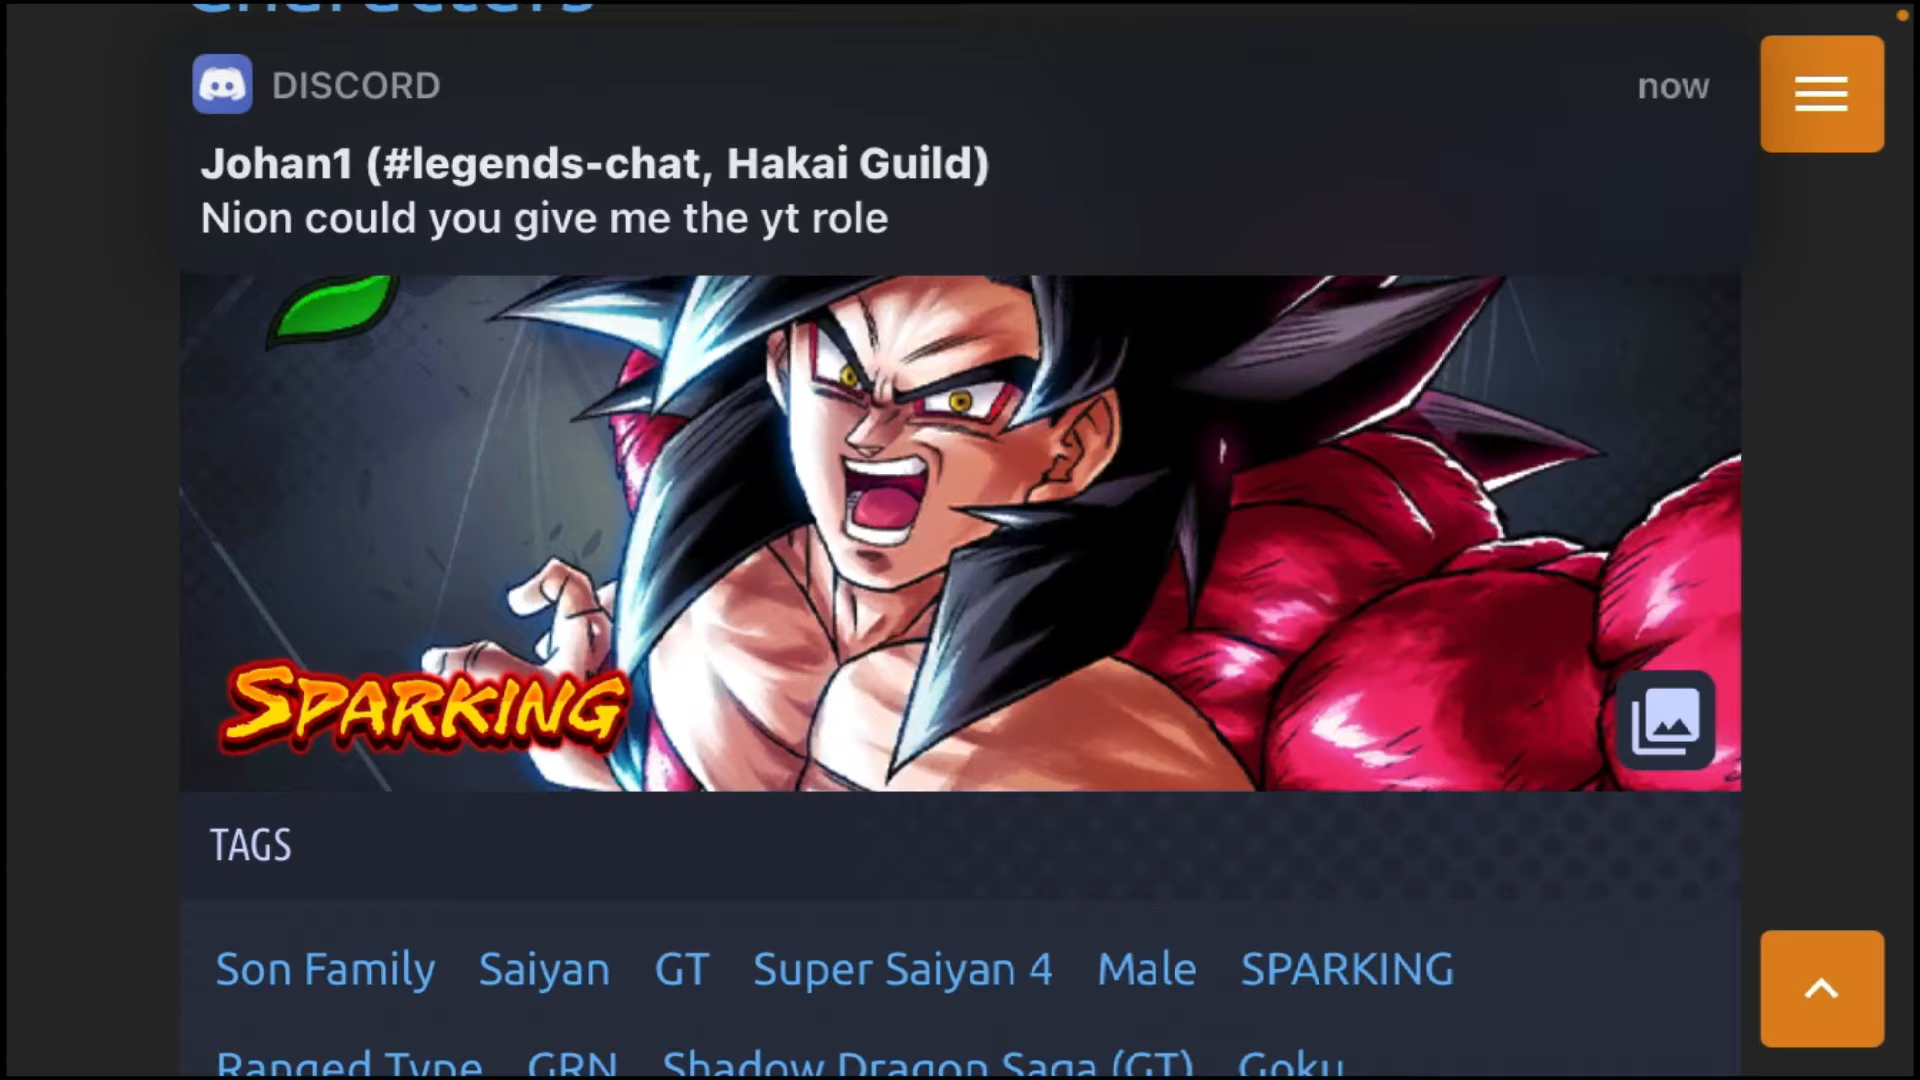 Characters
DISCORD now
Johan1 (#legends-chat, Hakai Guild)
Nion could you give me the yt role
SPARKING
TAGS
Son Family Saiyan GT Super Saiyan 4 Male SPARKING
Ranged Type GRN Shadow Dragon Saga (GT) Goku